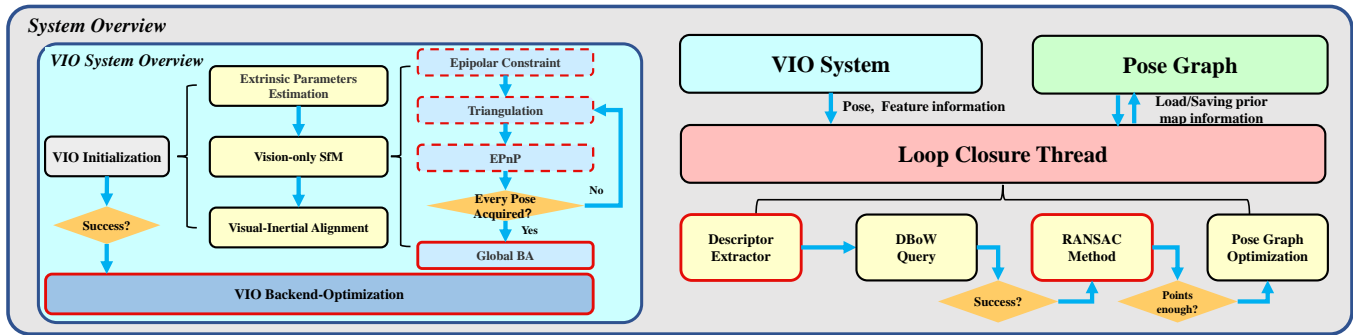 System Overview
VIO System Overview
VIO Initialization
Success?
Extrinsic Parameters
Estimation
Vision-only SfM
Visual-Inertial Alignment
Epipolar Constraint
Triangulation
EPnP
Every Pose
Acquired?
No
Yes
Global BA
VIO Backend-Optimization
VIO System
Pose Graph
Pose, Feature information
Load/Saving prior
map information
Loop Closure Thread
Descriptor
Extractor
DBoW
Query
Success?
RANSAC
Method
Points
enough?
Pose Graph
Optimization